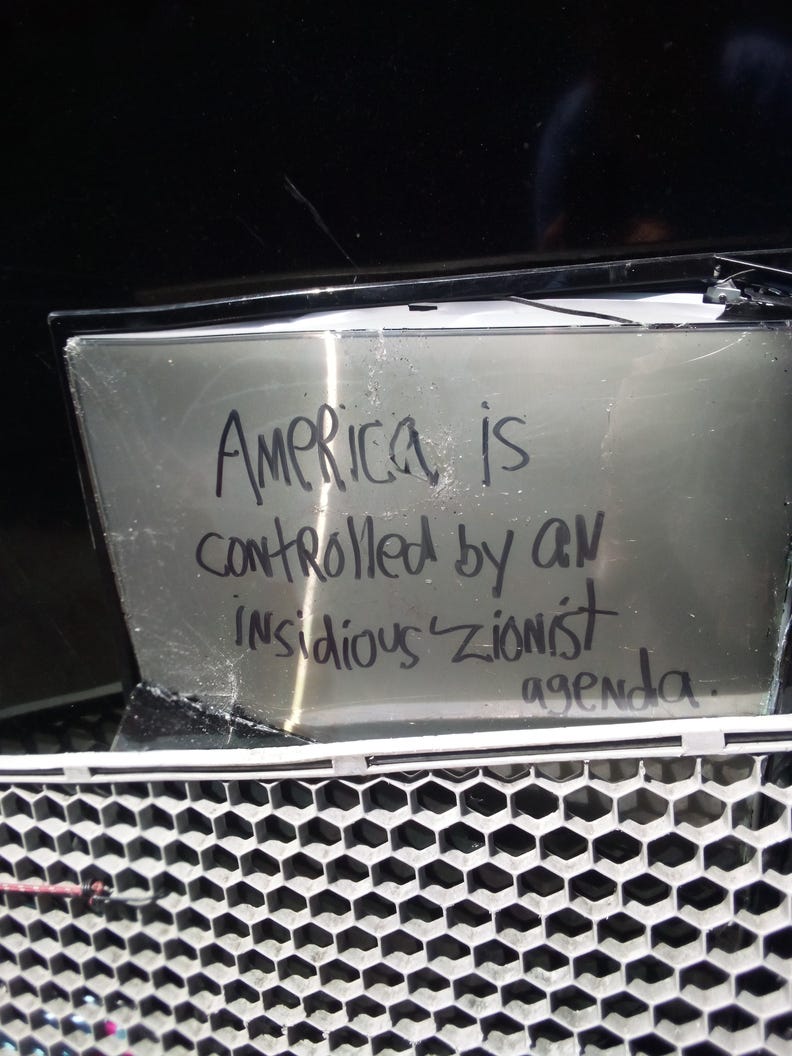 AMERICA is
controlled by an
insidious zionist
agenda.